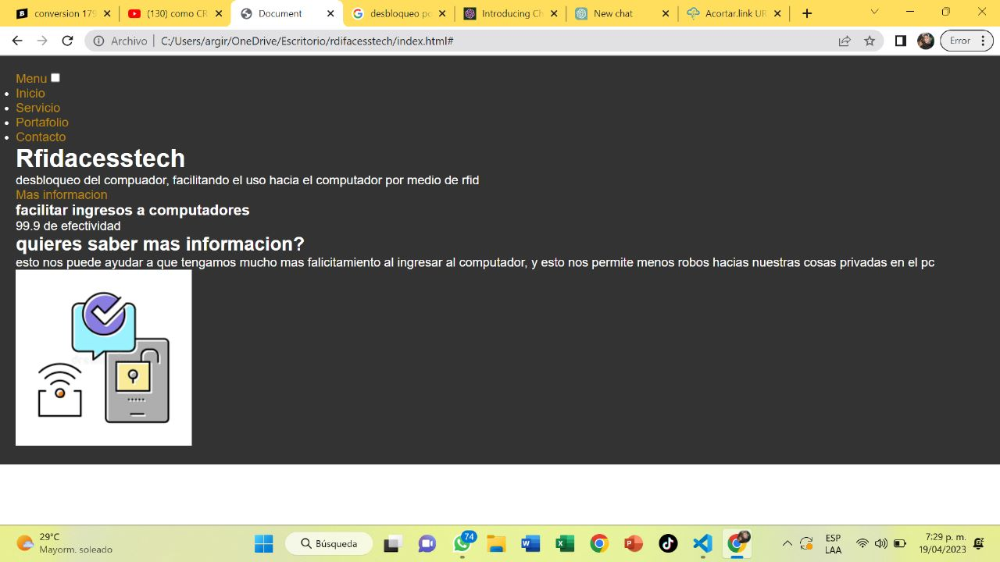 conversion 179
(130) como CR
Document
desbloqueo po
Introducing Ch
New chat
Acortar.link UR
Archivo | C:/Users/argir/OneDrive/Escritorio/rdifacesstech/index.html#
Error
Menu
Inicio
Servicio
Portafolio
Contacto
Rfidacesstech
desbloqueo del compuador, facilitando el uso hacia el computador por medio de rfid
Mas informacion
facilitar ingresos a computadores
99.9 de efectividad
quieres saber mas informacion?
esto nos puede ayudar a que tengamos mucho mas falicitamiento al ingresar al computador, y esto nos permite menos robos hacias nuestras cosas privadas en el pc
29°C
Mayorm. soleado
Búsqueda
74
ESP
LAA
7:29 p. m.
19/04/2023